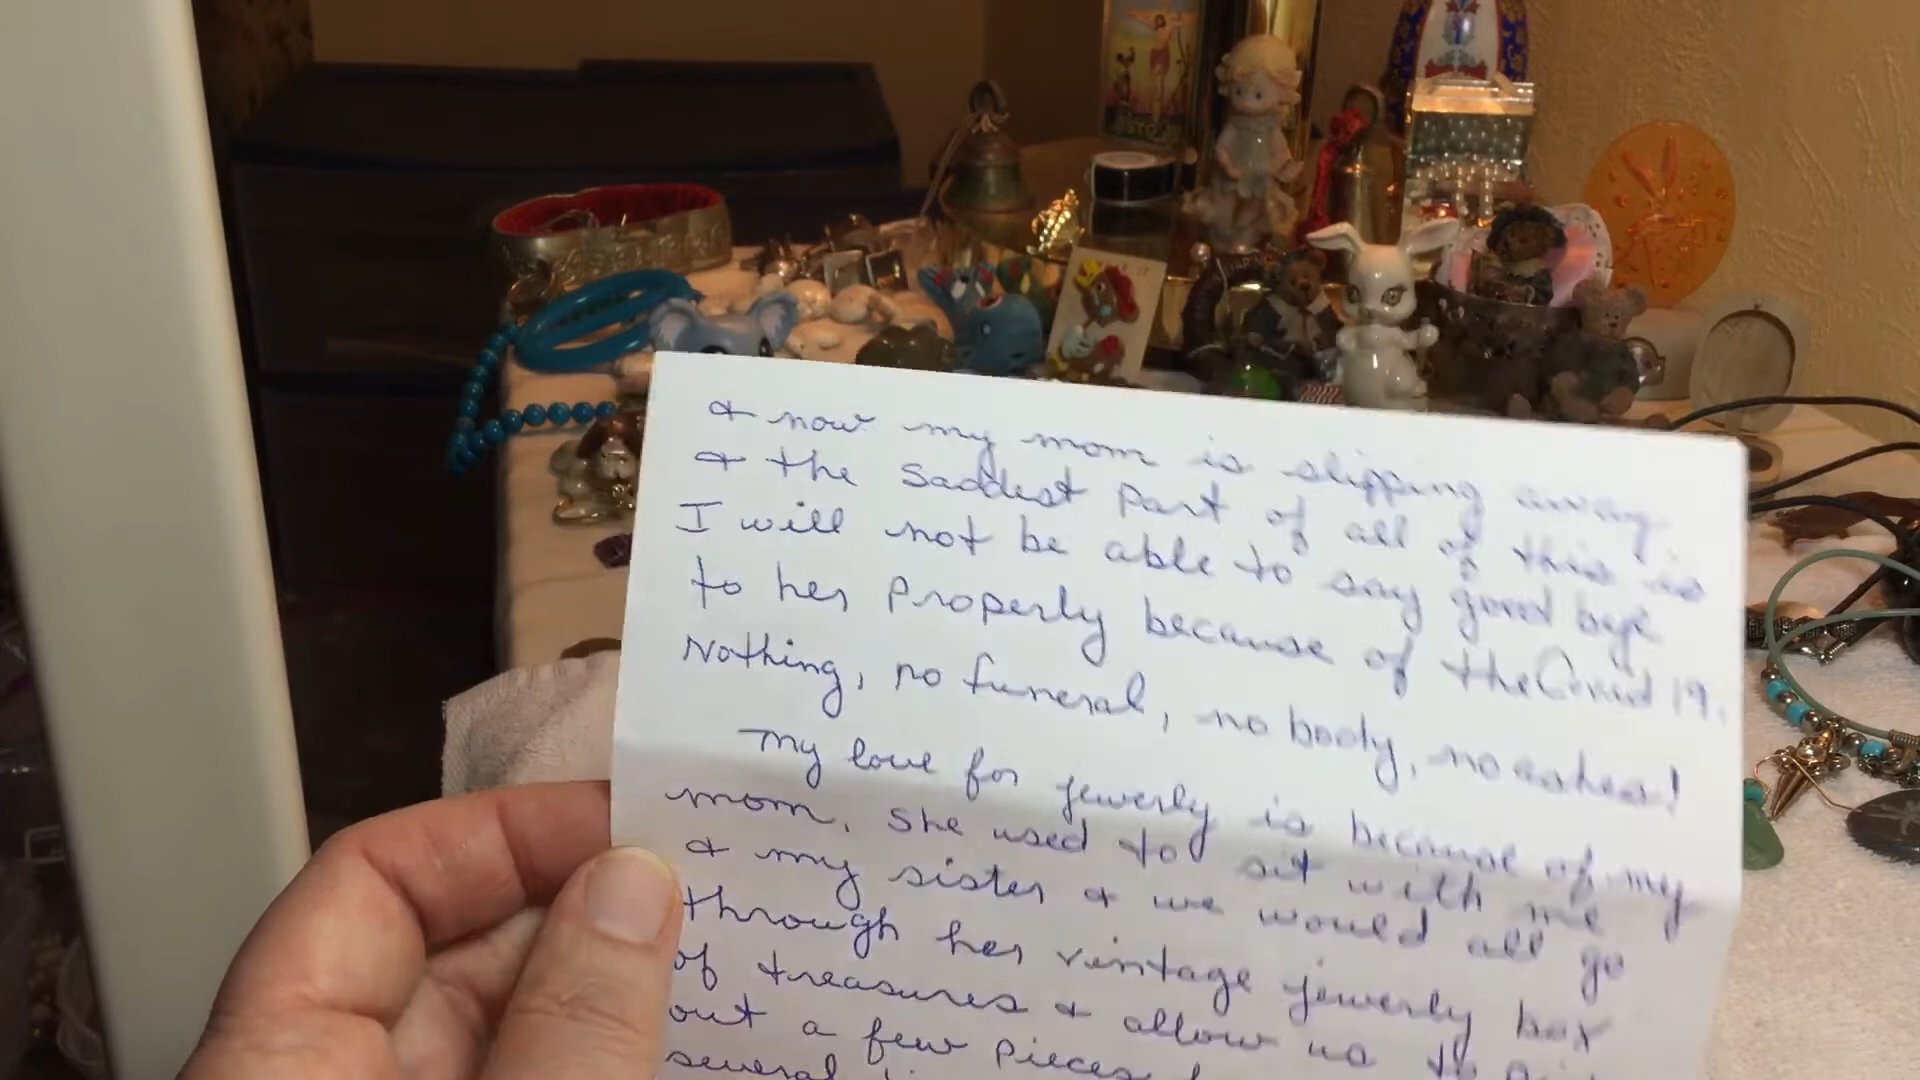 & now my mom is slipping away
& the saddest part of all of this is
I will not be able to say good bye
to her properly because of the Covid 19.
Nothing, no funeral, no body, no ashes!
My love for jewerly is because of my
mom. She used to sit with me
& my sister & we would all go
through her vintage jewerly box
of treasures & allow us to
out a few pieces
several